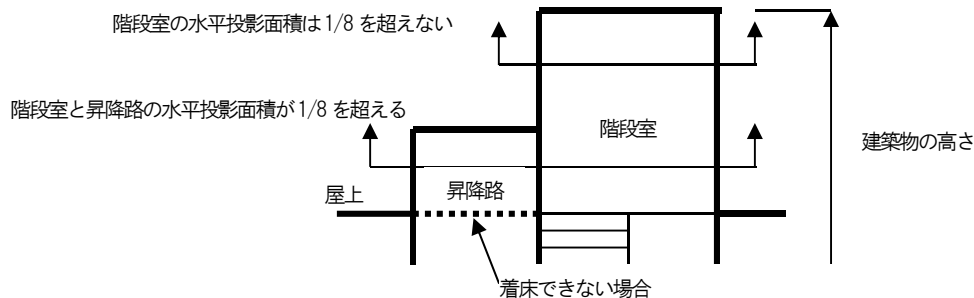 階段室の水平投影面積は1/8を超えない
階段室と昇降路の水平投影面積が1/8を超える
階段室
建築物の高さ
屋上
昇降路
着床できない場合